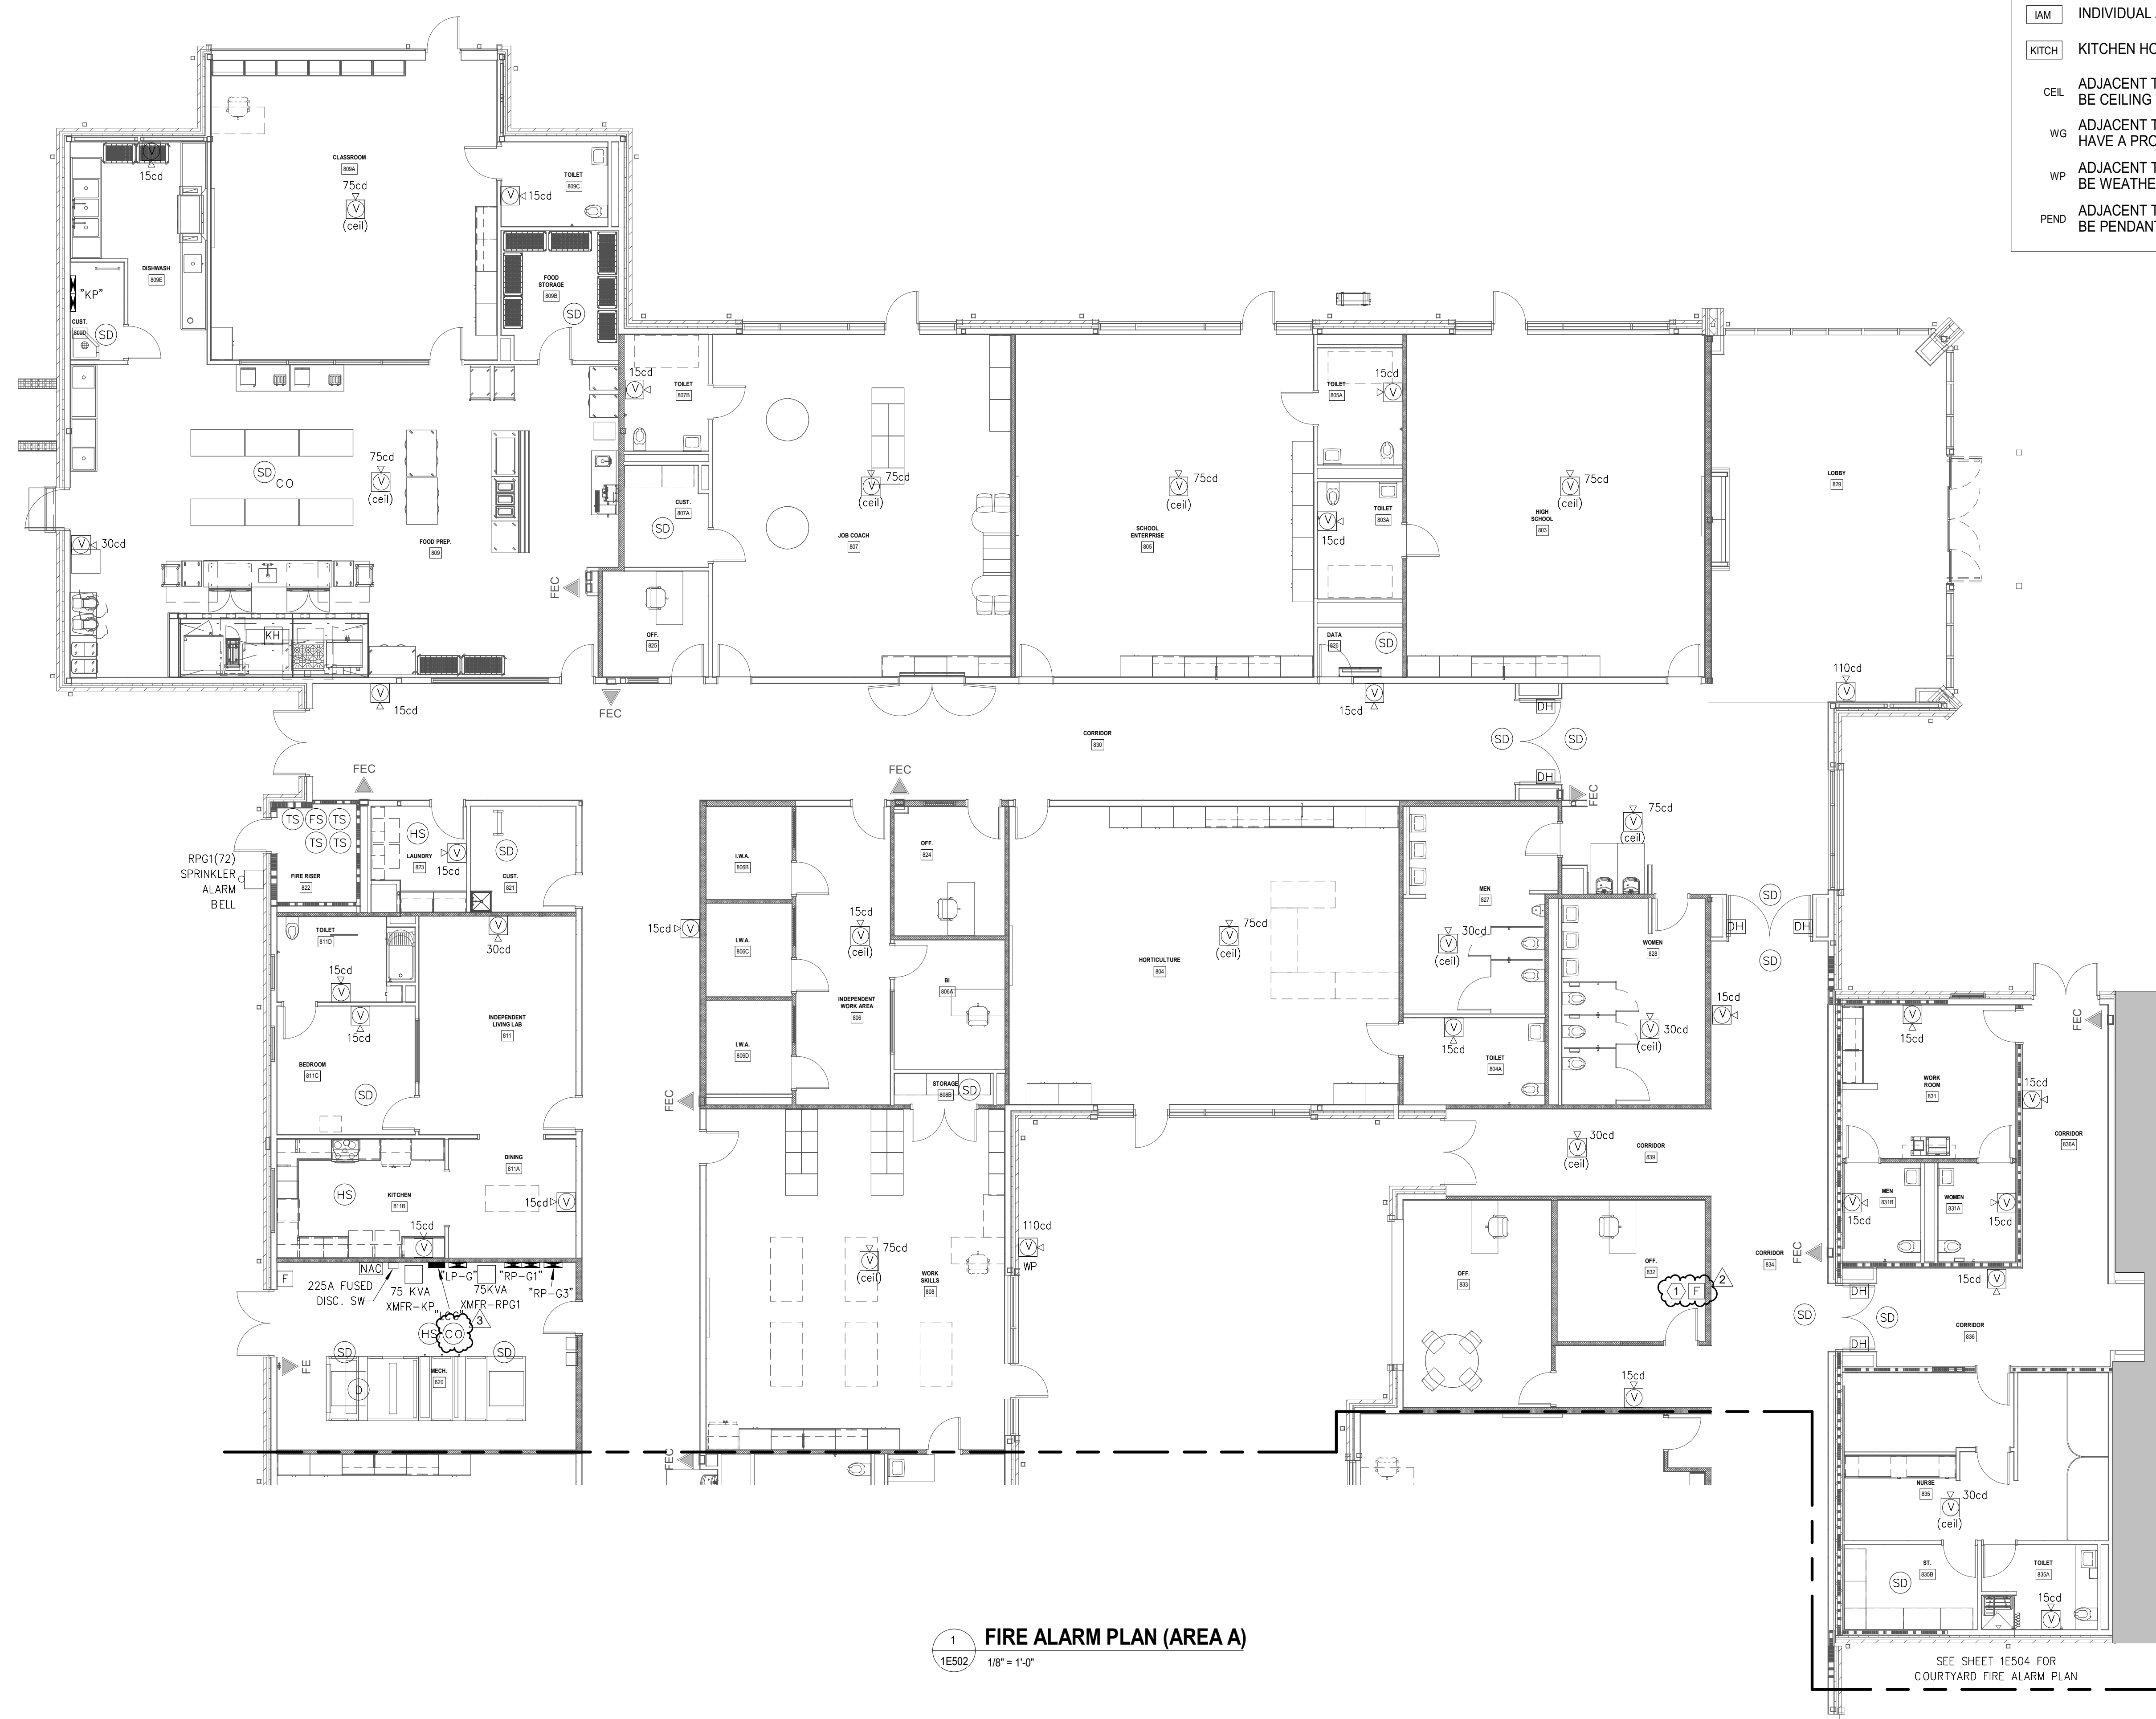 IAM INDIVIDUAL
KITCH KITCHEN HO
CEIL ADJACENT T
BE CEILING
WG ADJACENT T
HAVE A PRO
WP ADJACENT T
BE WEATHE
PEND ADJACENT T
BE PENDANT
CLASSROOM
809A
75cd
V
(ceil)
V
15cd
TOILET
809C
V 15cd
DISHWASH
809E
"KP"
CUST.
809D
SD
FOOD
STORAGE
809B
SD
SD
CO
75cd
V
(ceil)
V 30cd
FOOD PREP.
809
KH
FEC
15cd
V
TOILET
807B
CUST.
807A
SD
OFF.
825
V 75cd
(ceil)
JOB COACH
807
V 75cd
(ceil)
SCHOOL
ENTERPRISE
805
TOILET
805A
15cd
V
TOILET
803A
V
15cd
DATA
826
SD
V 75cd
(ceil)
HIGH
SCHOOL
803
LOBBY
829
110cd
V
V
15cd
FEC
V
15cd
DH
SD
SD
DH
CORRIDOR
830
FEC
FEC
FEC
TS FS TS
TS TS
RPG1(72)
SPRINKLER
ALARM
BELL
FIRE RISER
822
HS
LAUNDRY
823
V
15cd
SD
CUST.
821
I.W.A.
806B
I.W.A.
806C
I.W.A.
806D
15cd V
15cd
V
(ceil)
INDEPENDENT
WORK AREA
806
OFF.
824
BI
806A
STORAGE
808B
SD
FEC
75cd
V
(ceil)
HORTICULTURE
804
MEN
827
30cd
V
(ceil)
75cd
V
(ceil)
WOMEN
828
V 30cd
(ceil)
V
15cd
TOILET
804A
SD
DH
DH
SD
15cd
V
TOILET
811D
15cd
V
V
30cd
V
15cd
INDEPENDENT
LIVING LAB
811
BEDROOM
811C
SD
DINING
811A
HS
KITCHEN
811B
15cd V
15cd
V
F
NAC
"LP-G"
"RP-G1"
"RP-G3"
225A FUSED
DISC. SW
75 KVA
XMFR-KP
75KVA
XMFR-RPG1
HS
CO
3
SD
SD
FE
D
MECH.
820
V 75cd
(ceil)
WORK
SKILLS
808
110cd
V
WP
FEC
30cd
V
(ceil)
CORRIDOR
839
OFF.
833
OFF.
832
1 F
2
15cd
V
CORRIDOR
834
FEC
V
15cd
WORK
ROOM
831
FEC
15cd
V
CORRIDOR
836A
MEN
831B
V
15cd
WOMEN
831A
V
15cd
15cd V
DH
SD
SD
DH
CORRIDOR
836
NURSE
835
V 30cd
(ceil)
ST.
835B
SD
TOILET
835A
15cd
V
1
1E502
FIRE ALARM PLAN (AREA A)
1/8" = 1'-0"
SEE SHEET 1E504 FOR
COURTYARD FIRE ALARM PLAN